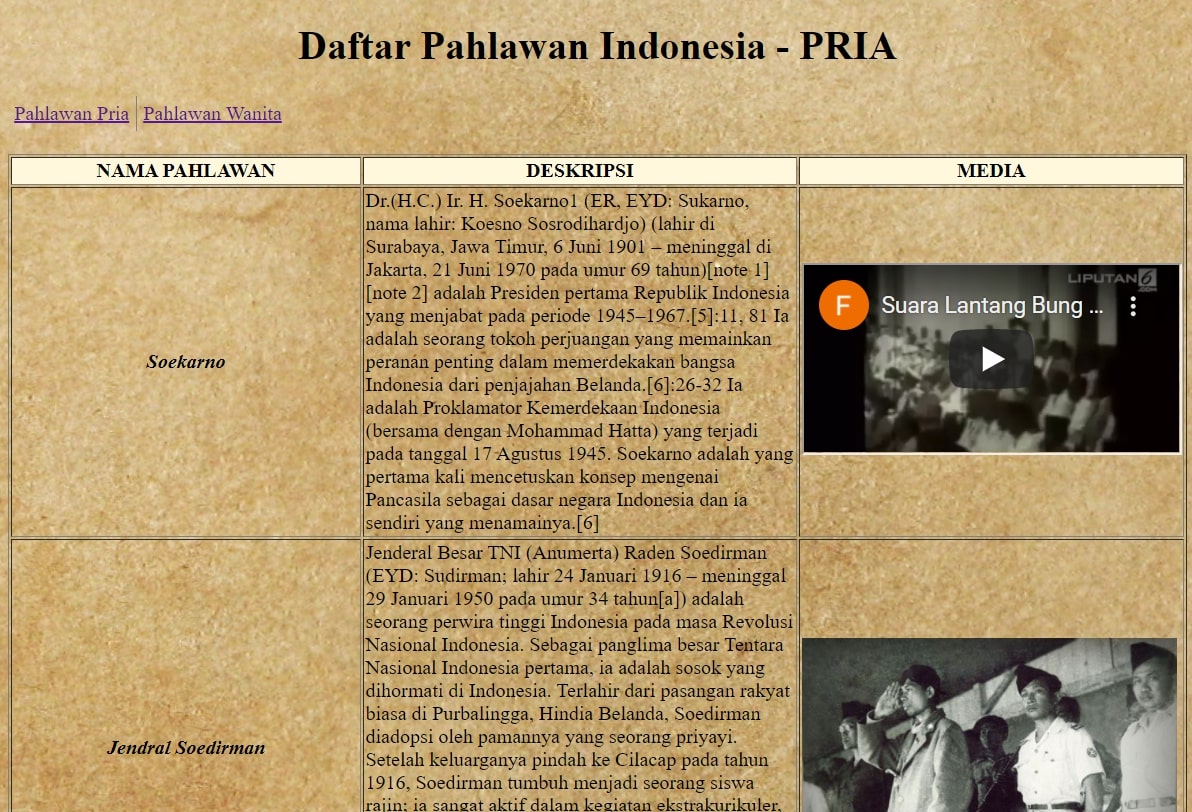 Daftar Pahlawan Indonesia - PRIA
Pahlawan Pria
Pahlawan Wanita
NAMA PAHLAWAN
DESKRIPSI
MEDIA
Soekarno
Dr.(H.C.) Ir. H. Soekarno1 (ER, EYD: Sukarno,
nama lahir: Koesno Sosrodihardjo) (lahir di
Surabaya, Jawa Timur, 6 Juni 1901 – meninggal di
Jakarta, 21 Juni 1970 pada umur 69 tahun)[note 1]
[note 2] adalah Presiden pertama Republik Indonesia
yang menjabat pada periode 1945–1967.[5]:11, 81 Ia
adalah seorang tokoh perjuangan yang memainkan
peranan penting dalam memerdekakan bangsa
Indonesia dari penjajahan Belanda.[6]:26-32 Ia
adalah Proklamator Kemerdekaan Indonesia
(bersama dengan Mohammad Hatta) yang terjadi
pada tanggal 17 Agustus 1945. Soekarno adalah yang
pertama kali mencetuskan konsep mengenai
Pancasila sebagai dasar negara Indonesia dan ia
sendiri yang menamainya.[6]
LIPUTAN6
.COM
F
Suara Lantang Bung ...
Jendral Soedirman
Jenderal Besar TNI (Anumerta) Raden Soedirman
(EYD: Sudirman; lahir 24 Januari 1916 – meninggal
29 Januari 1950 pada umur 34 tahun[a]) adalah
seorang perwira tinggi Indonesia pada masa Revolusi
Nasional Indonesia. Sebagai panglima besar Tentara
Nasional Indonesia pertama, ia adalah sosok yang
dihormati di Indonesia. Terlahir dari pasangan rakyat
biasa di Purbalingga, Hindia Belanda, Soedirman
diadopsi oleh pamannya yang seorang priyayi.
Setelah keluarganya pindah ke Cilacap pada tahun
1916, Soedirman tumbuh menjadi seorang siswa
rajin; ia sangat aktif dalam kegiatan ekstrakurikuler,